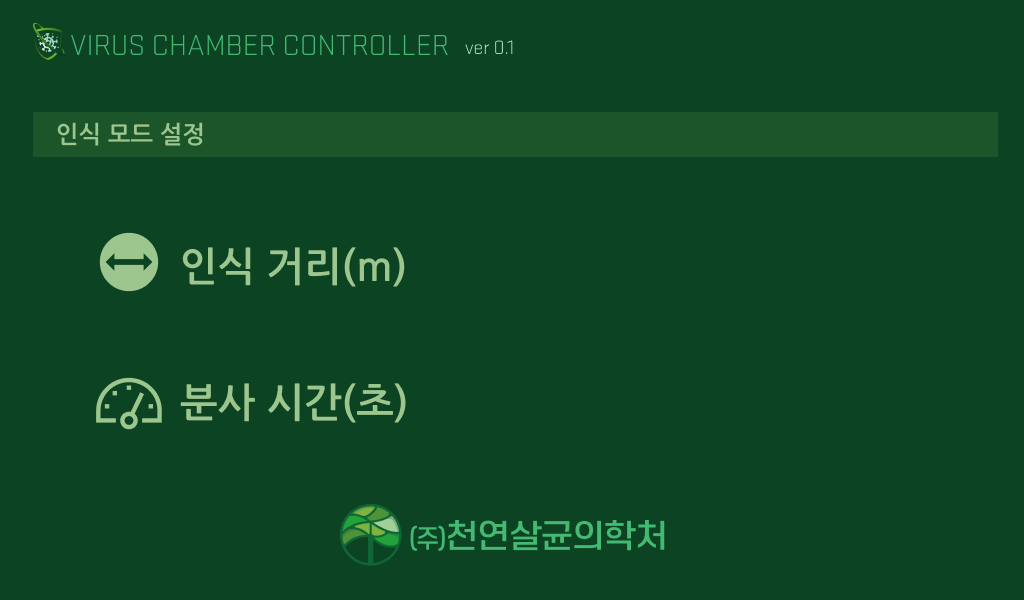 VIRUS CHAMBER CONTROLLER ver 0.1
인식 모드 설정
인식 거리(m)
분사 시간(초)
(주)천연살균의학처